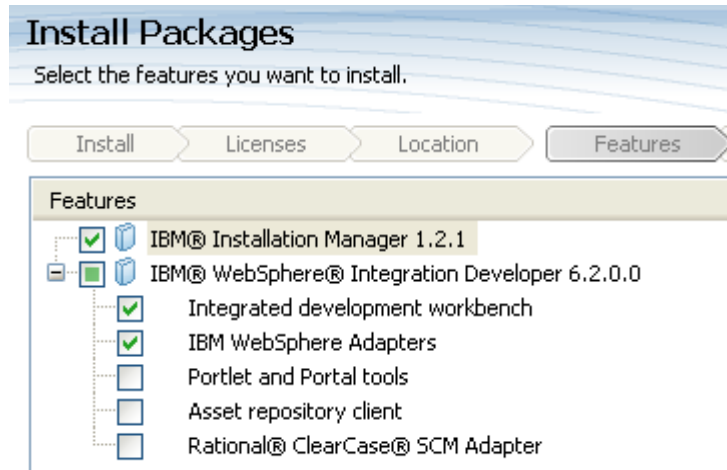 Install Packages
Select the features you want to install.
Install Licenses Location Features
Features
IBM® Installation Manager 1.2.1
IBM® WebSphere® Integration Developer 6.2.0.0
Integrated development workbench
IBM WebSphere Adapters
Portlet and Portal tools
Asset repository client
Rational® ClearCase® SCM Adapter